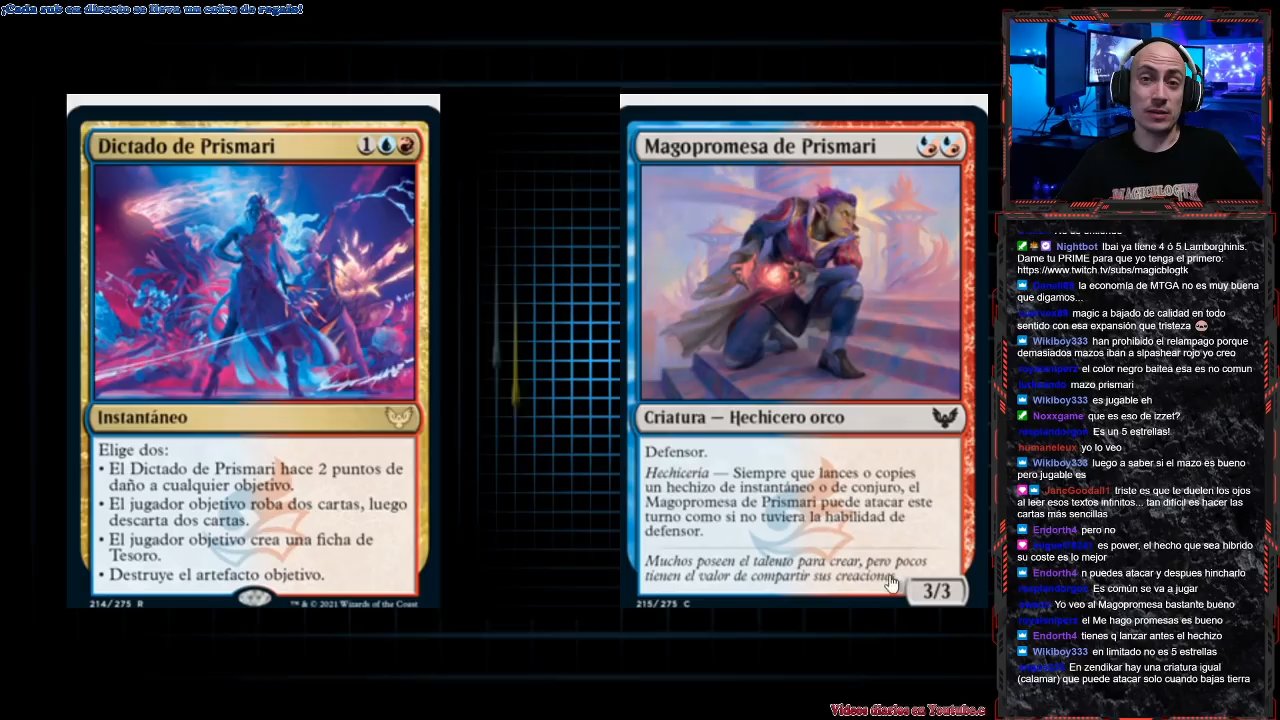 ¡Cada sub en directo se lleva un cofre de regalo!
Dictado de Prismari
1
Instantáneo
Elige dos:
• El Dictado de Prismari hace 2 puntos de
daño a cualquier objetivo.
• El jugador objetivo roba dos cartas, luego
descarta dos cartas.
• El jugador objetivo crea una ficha de
Tesoro.
• Destruye el artefacto objetivo.
214/275 R
™ & © 2021 Wizards of the Coast
Magopromesa de Prismari
Criatura — Hechicero orco
Defensor.
Hechicería — Siempre que lances o copies
un hechizo de instantáneo o de conjuro, el
Magopromesa de Prismari puede atacar este
turno como si no tuviera la habilidad de
defensor.
Muchos poseen el talento para crear, pero pocos
tienen el valor de compartir sus creaciones
3/3
215/275 C
MAGICBLOGTK
Nightbot Ibai ya tiene 4 ó 5 Lamborghinis.
Dame tu PRIME para que yo tenga el primero:
https://www.twitch.tv/subs/magicblogtk
la economía de MTGA no es muy buena
que digamos...
magic a bajado de calidad en todo
sentido con esa expansión que tristeza
Wikiboy333 han prohibido el relampago porque
demasiados mazos iban a slpashear rojo yo creo
el color negro baitea esa es no comun
mazo prismari
Wikiboy333 es jugable eh
Noxxgame que es eso de izzet?
Es un 5 estrellas!
humaneleux yo lo veo
Wikiboy333 luego a saber si el mazo es bueno
pero jugable es
JaneGoodall1 triste es que te duelen los ojos
al leer esos textos infinitos... tan difícil es hacer las
cartas más sencillas
Endorth4 pero no
es power, el hecho que sea hibrido
su coste es lo mejor
Endorth4 n puedes atacar y despues hincharlo
Es común se va a jugar
Yo veo al Magopromesa bastante bueno
el Me hago promesas es bueno
Endorth4 tienes q lanzar antes el hechizo
Wikiboy333 en limitado no es 5 estrellas
En zendikar hay una criatura igual
(calamar) que puede atacar solo cuando bajas tierra
Vídeos diarios en Youtube.c